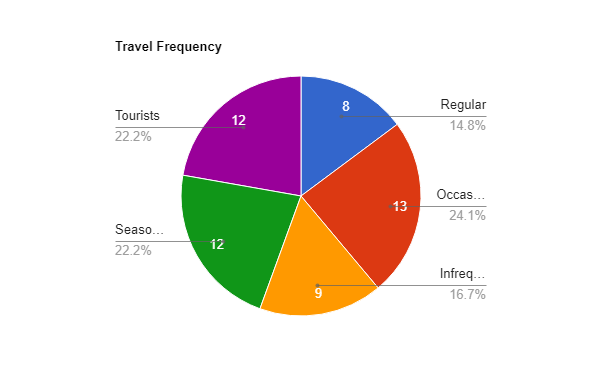 Travel Frequency
8
Regular
14.8%
13
Occas...
24.1%
9
Infreq...
16.7%
12
Seaso...
22.2%
12
Tourists
22.2%